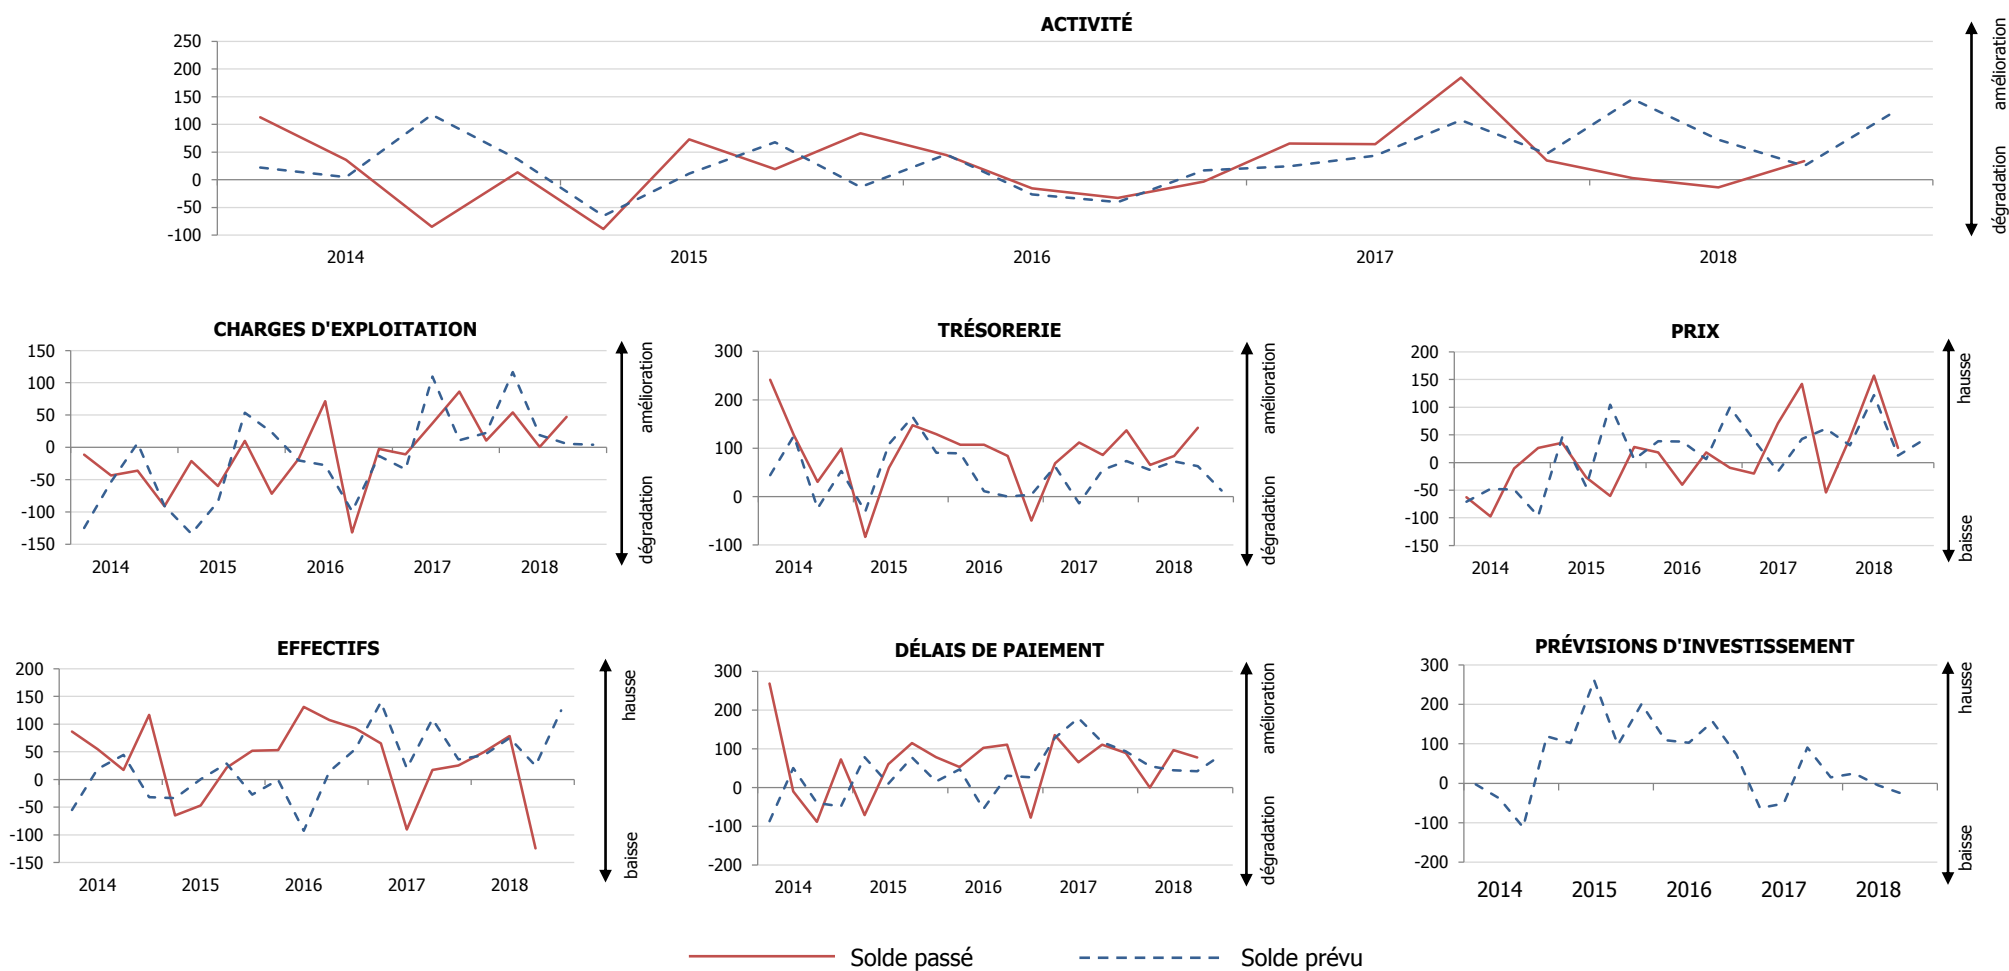 ACTIVITÉ
250
200
150
100
50
0
-50
-100
2014 2015 2016 2017 2018
amélioration
dégradation
CHARGES D'EXPLOITATION
150
100
50
0
-50
-100
-150
2014 2015 2016 2017 2018
amélioration
dégradation
TRÉSORERIE
300
200
100
0
-100
2014 2015 2016 2017 2018
amélioration
dégradation
PRIX
200
150
100
50
0
-50
-100
-150
2014 2015 2016 2017 2018
hausse
baisse
EFFECTIFS
200
150
100
50
0
-50
-100
-150
2014 2015 2016 2017 2018
hausse
baisse
DÉLAIS DE PAIEMENT
300
200
100
0
-100
-200
2014 2015 2016 2017 2018
amélioration
dégradation
PRÉVISIONS D'INVESTISSEMENT
300
200
100
0
-100
-200
2014 2015 2016 2017 2018
hausse
baisse
Solde passé Solde prévu